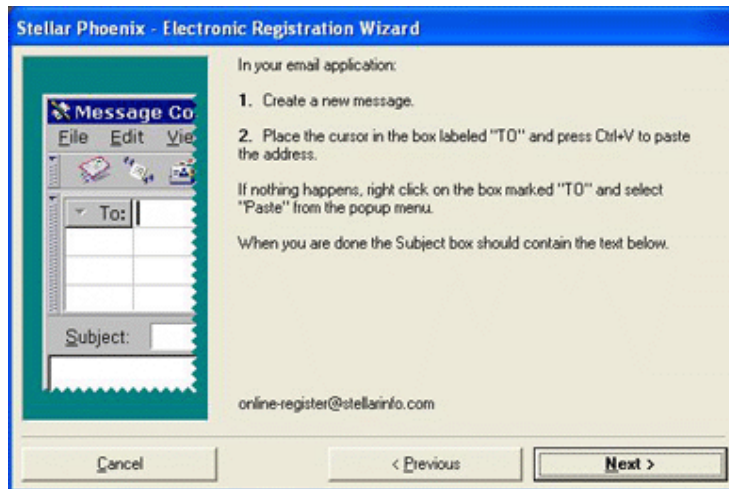 Stellar Phoenix - Electronic Registration Wizard
In your email application:
1. Create a new message.
2. Place the cursor in the box labeled "TO" and press Ctrl+V to paste
the address.
If nothing happens, right click on the box marked "TO" and select
"Paste" from the popup menu.
When you are done the Subject box should contain the text below.
Message Co
File Edit Vie
To:
Subject:
online-register@stellarinfo.com
Cancel
< Previous
Next >